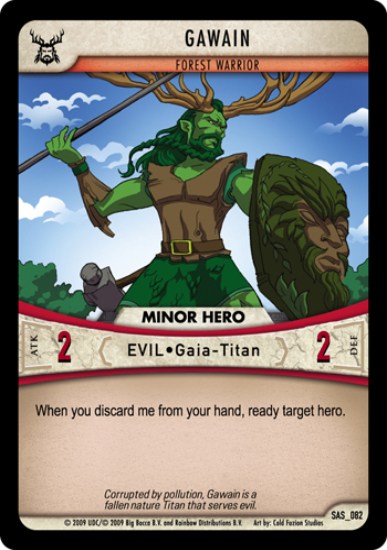 GAWAIN
FOREST WARRIOR
MINOR HERO
ATK 2 EVIL•Gaia-Titan 2 DEF
When you discard me from your hand, ready target hero.
Corrupted by pollution, Gawain is a
fallen nature Titan that serves evil.
SAS_082
© 2009 UDC/© 2009 Big Bocca B.V. and Rainbow Distributions B.V. Art by: Cold Fuzion Studios